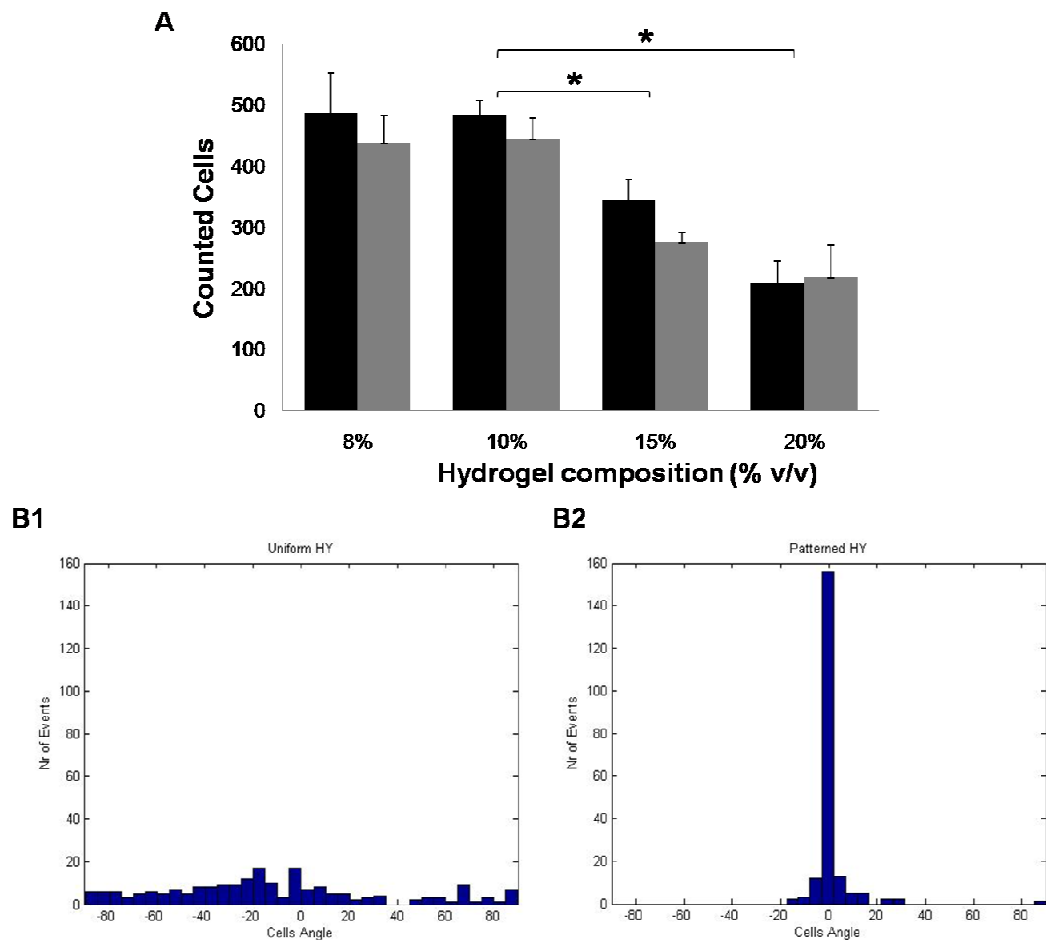 A
600
500
400
300
200
100
0
Counted Cells
*
*
8% 10% 15% 20%
Hydrogel composition (% v/v)
B1
Uniform HY
160
140
120
100
80
60
40
20
0
Nr of Events
-80 -60 -40 -20 0 20 40 60 80
Cells Angle
B2
Patterned HY
160
140
120
100
80
60
40
20
0
Nr of Events
-80 -60 -40 -20 0 20 40 60 80
Cells Angle